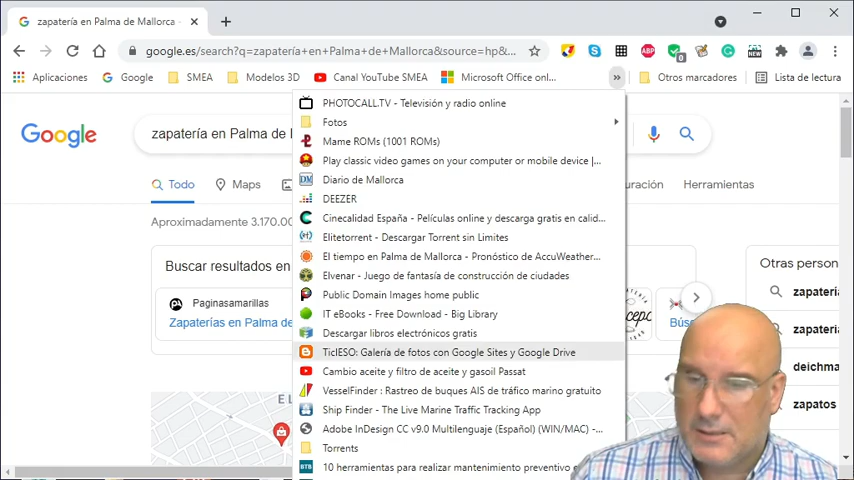 zapatería en Palma de Mallorca -
google.es/search?q=zapatería+en+Palma+de+Mallorca&source=hp&...
ABP
0
NEW
Aplicaciones
Google
SMEA
Modelos 3D
Canal YouTube SMEA
Microsoft Office onl...
»
Otros marcadores
Lista de lectura
PHOTOCALL.TV - Televisión y radio online
Fotos
Mame ROMs (1001 ROMs)
Play classic video games on your computer or mobile device |...
DM Diario de Mallorca
DEEZER
Cinecalidad España - Películas online y descarga gratis en calid...
Elitetorrent - Descargar Torrent sin Limites
El tiempo en Palma de Mallorca - Pronóstico de AccuWeather...
Elvenar - Juego de fantasía de construcción de ciudades
Public Domain Images home public
IT eBooks - Free Download - Big Library
Descargar libros electrónicos gratis
TicIESO: Galería de fotos con Google Sites y Google Drive
Cambio aceite y filtro de aceite y gasoil Passat
VesselFinder : Rastreo de buques AIS de tráfico marino gratuito
Ship Finder - The Live Marine Traffic Tracking App
Adobe InDesign CC v9.0 Multilenguaje (Español) (WIN/MAC) -...
Torrents
10 herramientas para realizar mantenimiento preventivo e
Google
zapatería en Palma de
Todo
Maps
Herramientas
Aproximadamente 3.170.00
Buscar resultados en
Paginasamarillas
Zapaterías en Palma de
Otras person
zapatería
zapatería
deichma
zapatos